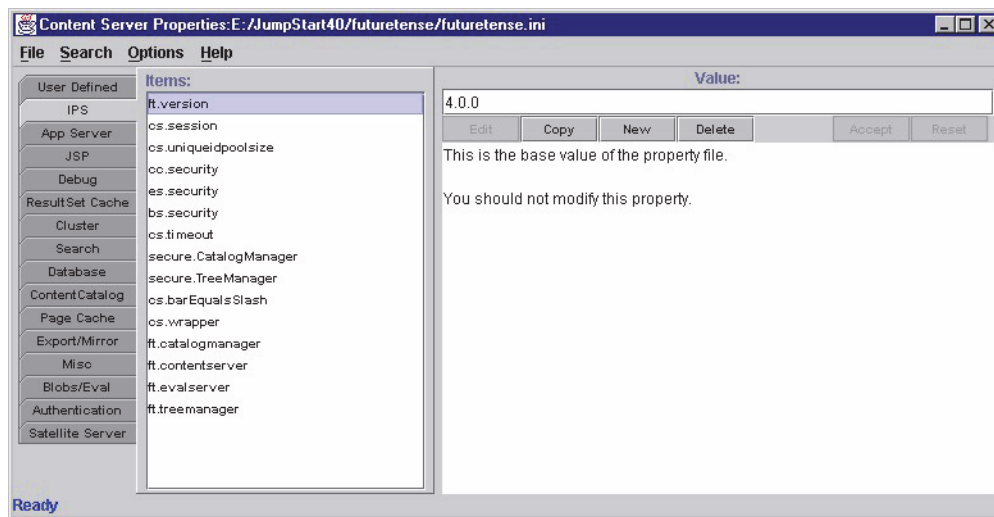 Content Server Properties:E:/JumpStart40/futuretense/futuretense.ini
File Search Options Help
User Defined
IPS
App Server
JSP
Debug
ResultSet Cache
Cluster
Search
Database
ContentCatalog
Page Cache
Export/Mirror
Misc
Blobs/Eval
Authentication
Satellite Server
Items:
ft.version
cs.session
cs.uniqueidpoolsize
cc.security
es.security
bs.security
cs.timeout
secure.CatalogManager
secure.TreeManager
cs.barEqualsSlash
cs.wrapper
ft.catalogmanager
ft.contentserver
ft.evalserver
ft.treemanager
Value:
4.0.0
Edit Copy New Delete Accept Reset
This is the base value of the property file.
You should not modify this property.
Ready